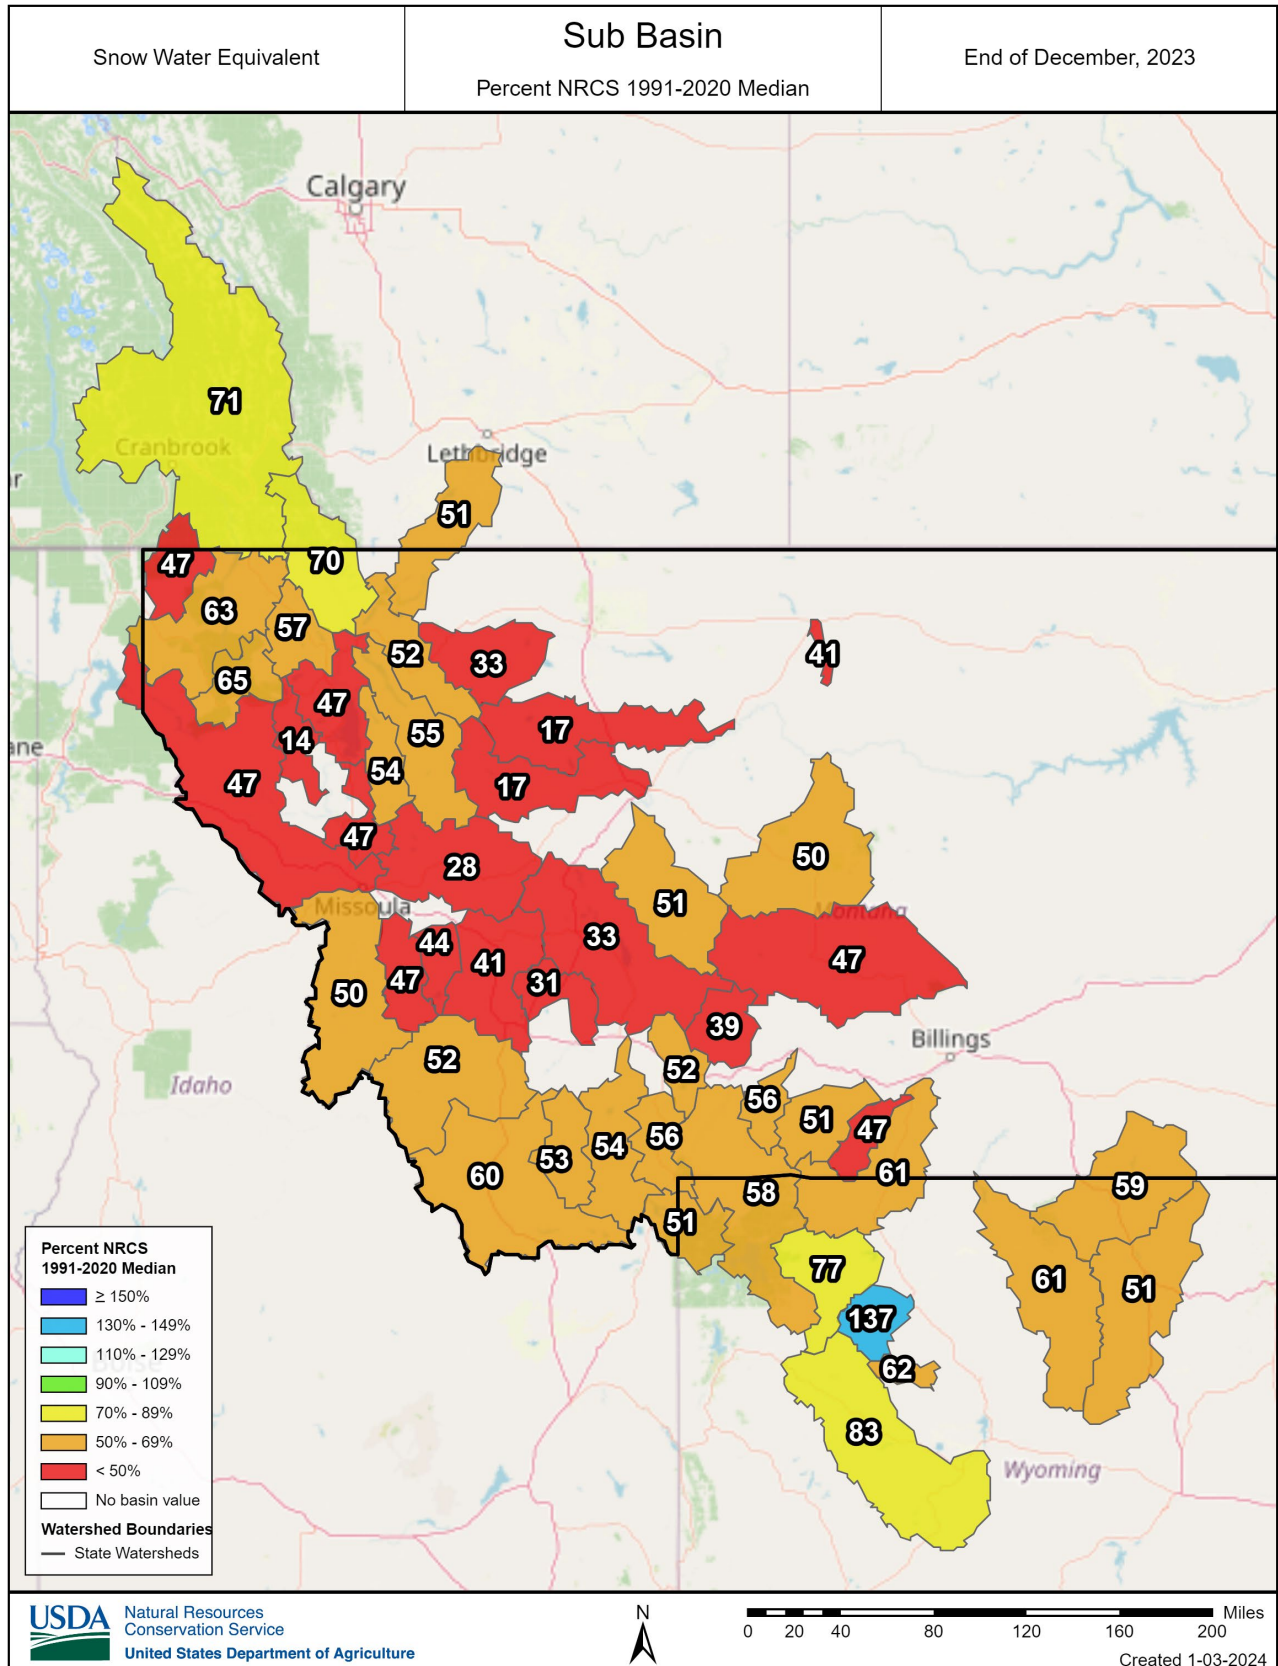 Snow Water Equivalent
Sub Basin
Percent NRCS 1991-2020 Median
End of December, 2023
Calgary
71
Cranbrook
Lethbridge
51
r
47
70
63
57
52
33
41
65
47
17
14
55
ane
54
47
17
47
28
50
51
Missoula
Montana
33
44
41
47
47
31
50
39
Billings
52
52
Idaho
56
51
47
56
54
53
60
61
59
58
51
77
61
51
137
62
83
Wyoming
Percent NRCS
1991-2020 Median
≥ 150%
130% - 149%
110% - 129%
90% - 109%
70% - 89%
50% - 69%
< 50%
No basin value
Watershed Boundaries
State Watersheds
USDA
Natural Resources
Conservation Service
United States Department of Agriculture
N
Miles
0 20 40 80 120 160 200
Created 1-03-2024